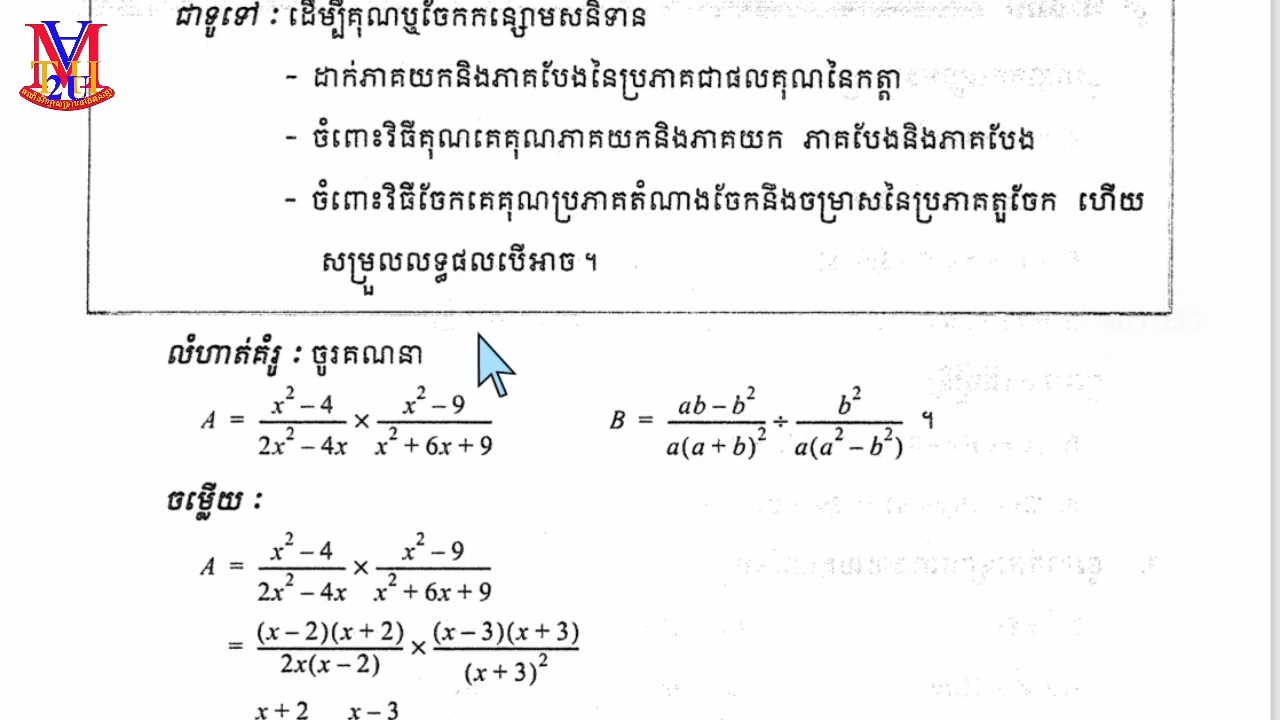 ជាទូទៅ : ដើម្បីគុណឬចែកកន្សោមសនិទាន
- ដាក់ភាគយកនិងភាគបែងនៃប្រភាគជាផលគុណនៃកត្តា
- ចំពោះវិធីគុណគេគុណភាគយកនិងភាគយក ភាគបែងនិងភាគបែង
- ចំពោះវិធីចែកគេគុណប្រភាគតំណាងចែកនឹងចម្រាសនៃប្រភាគតួចែក ហើយ
សម្រួលលទ្ធផលបើអាច ។
លំហាត់គំរូ : ចូរគណនា
A = (x² – 4)/(2x² – 4x) × (x² – 9)/(x² + 6x + 9) B = (ab – b²)/(a(a + b)²) ÷ b²/(a(a² – b²)) ។
ចម្លើយ :
A = (x² – 4)/(2x² – 4x) × (x² – 9)/(x² + 6x + 9)
= ((x – 2)(x + 2))/(2x(x – 2)) × ((x – 3)(x + 3))/((x + 3)²)
x + 2 x – 3